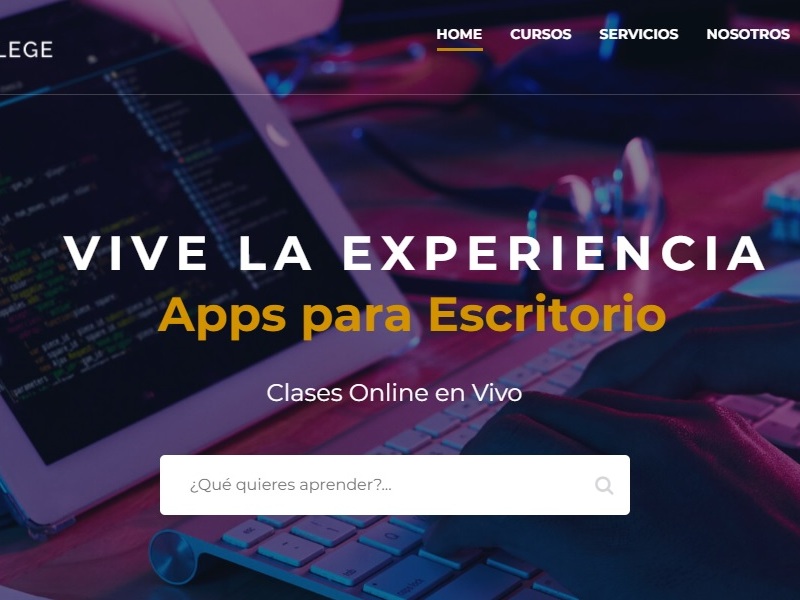 LEGE
HOME CURSOS SERVICIOS NOSOTROS
VIVE LA EXPERIENCIA
Apps para Escritorio
Clases Online en Vivo
¿Qué quieres aprender?...